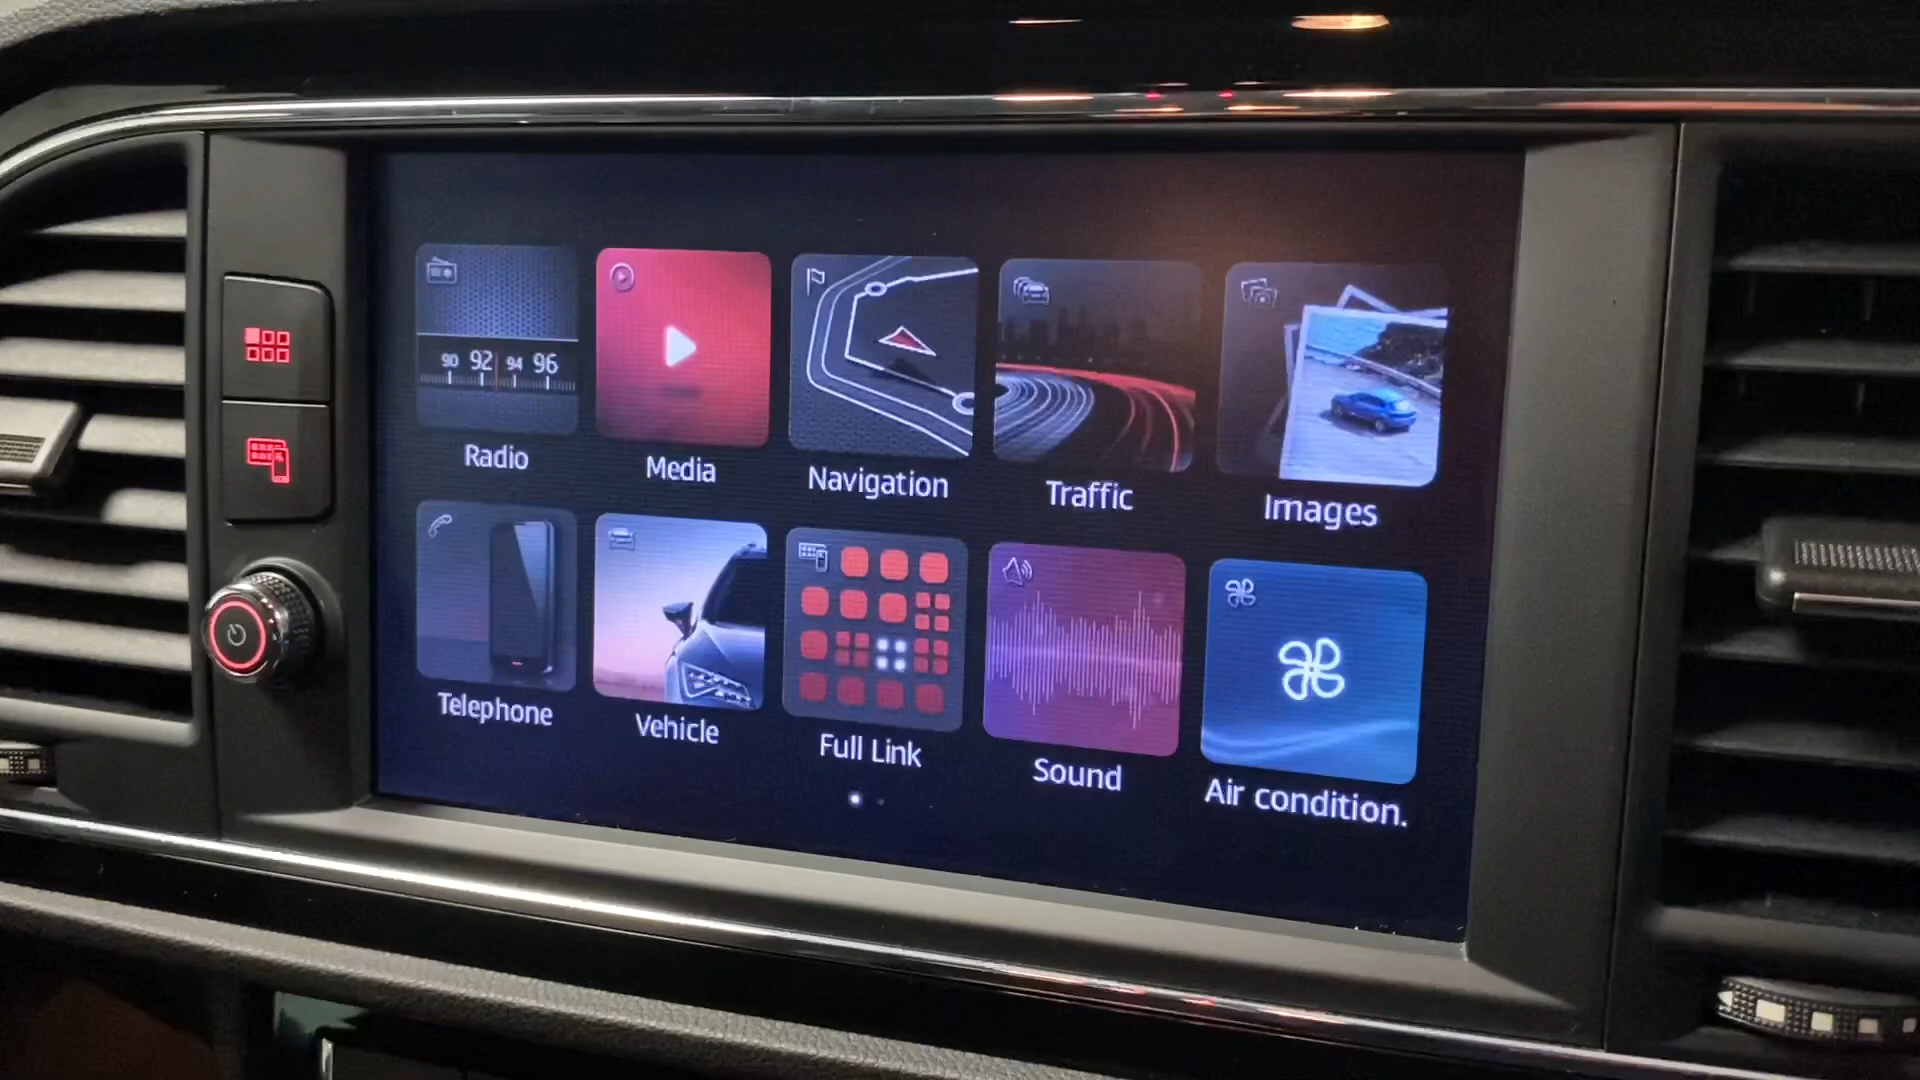 90 92 94 96
Radio
Media
Navigation
Traffic
Images
Telephone
Vehicle
Full Link
Sound
Air condition.